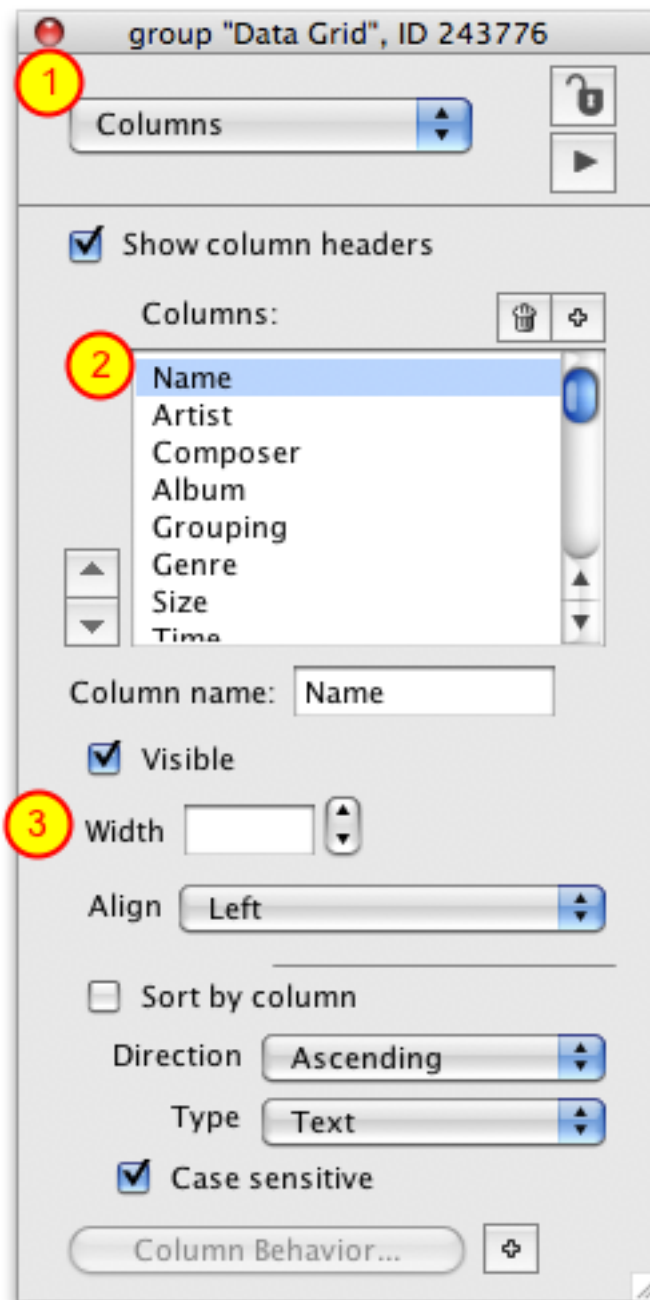 group "Data Grid", ID 243776
1
Columns
Show column headers
Columns:
2
Name
Artist
Composer
Album
Grouping
Genre
Size
Time
Column name: Name
Visible
3
Width
Align Left
Sort by column
Direction Ascending
Type Text
Case sensitive
Column Behavior...